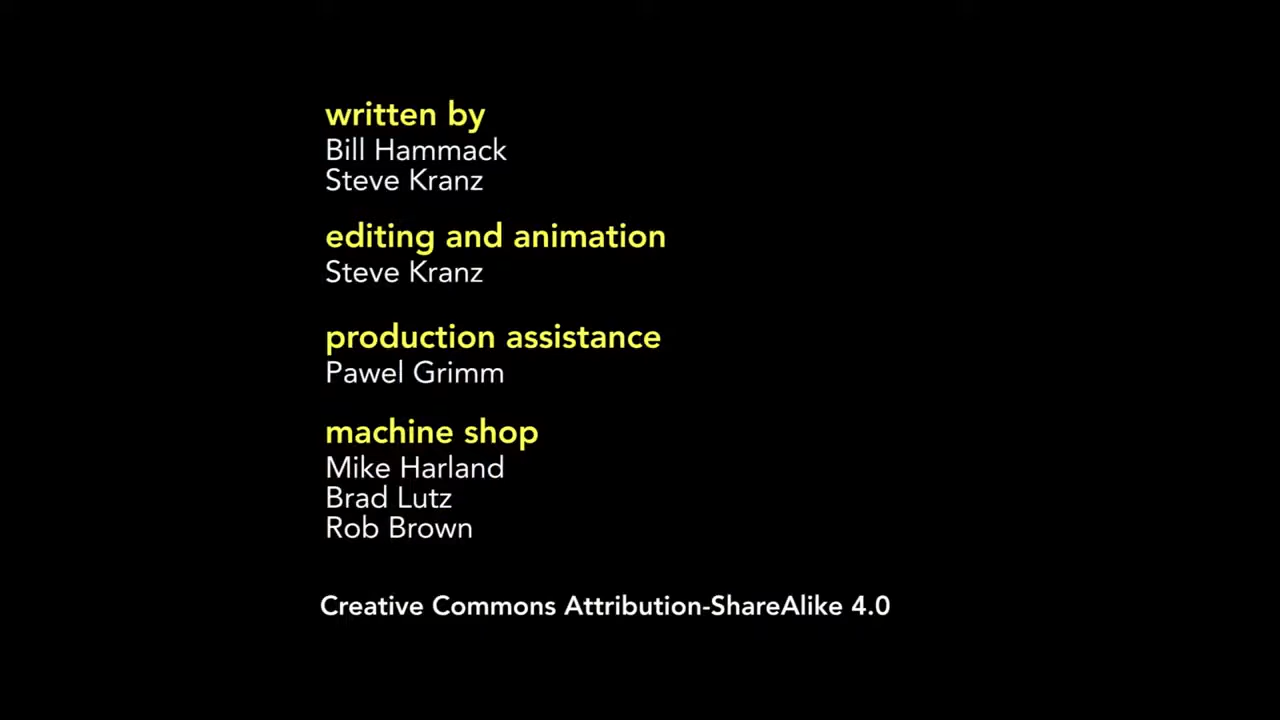 written by
Bill Hammack
Steve Kranz
editing and animation
Steve Kranz
production assistance
Pawel Grimm
machine shop
Mike Harland
Brad Lutz
Rob Brown
Creative Commons Attribution-ShareAlike 4.0